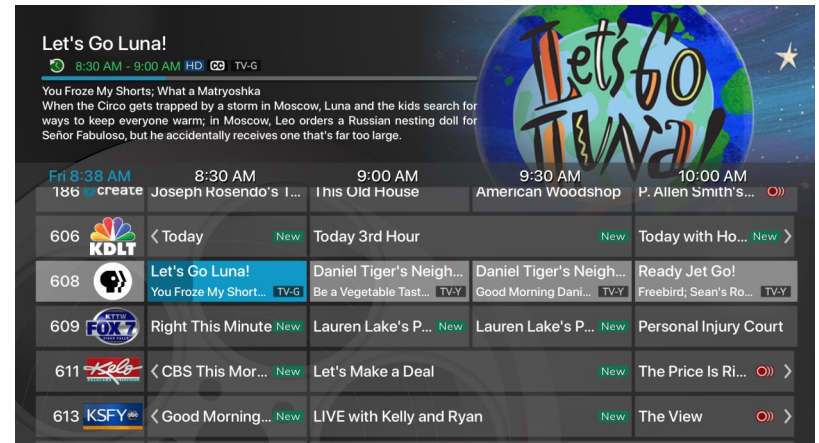 Let's Go Luna!
8:30 AM - 9:00 AM HD CC TV-G
You Froze My Shorts; What a Matryoshka
When the Circo gets trapped by a storm in Moscow, Luna and the kids search for
ways to keep everyone warm; in Moscow, Leo orders a Russian nesting doll for
Señor Fabuloso, but he accidentally receives one that's far too large.
LET'S GO LUNA!
Fri 8:38 AM 8:30 AM 9:00 AM 9:30 AM 10:00 AM
186 create Joseph Rosendo's T... This Old House American Woodshop P. Allen Smith's...
606 KDLT Today New Today 3rd Hour New Today with Ho... New
608 Let's Go Luna! Daniel Tiger's Neigh... Daniel Tiger's Neigh... Ready Jet Go!
You Froze My Short... TV-G Be a Vegetable Tast... TV-Y Good Morning Dani... TV-Y Freebird; Sean's Ro... TV-Y
609 KTTW FOX 7 Right This Minute New Lauren Lake's P... New Lauren Lake's P... New Personal Injury Court
611 Kelo CBS This Mor... New Let's Make a Deal New The Price Is Ri...
613 KSFY abc Good Morning... New LIVE with Kelly and Ryan New The View